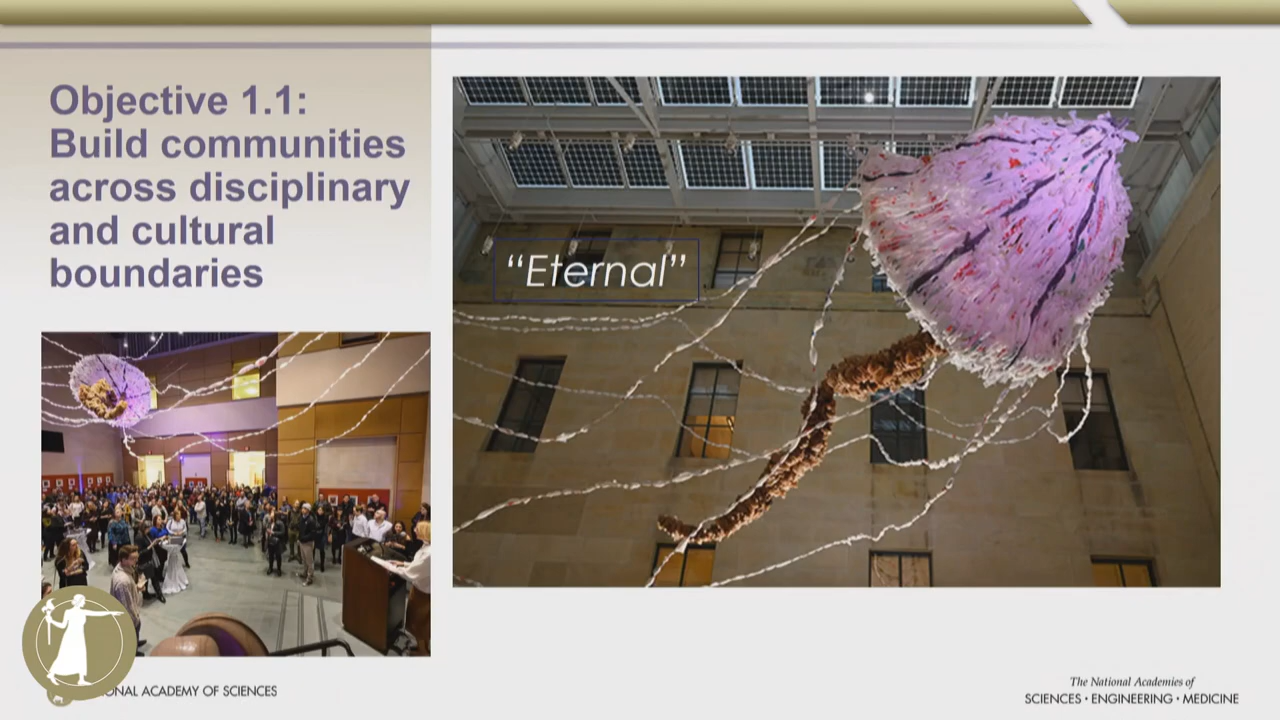 Objective 1.1:
Build communities
across disciplinary
and cultural
boundaries
“Eternal”
ONAL ACADEMY OF SCIENCES
The National Academies of
SCIENCES · ENGINEERING · MEDICINE